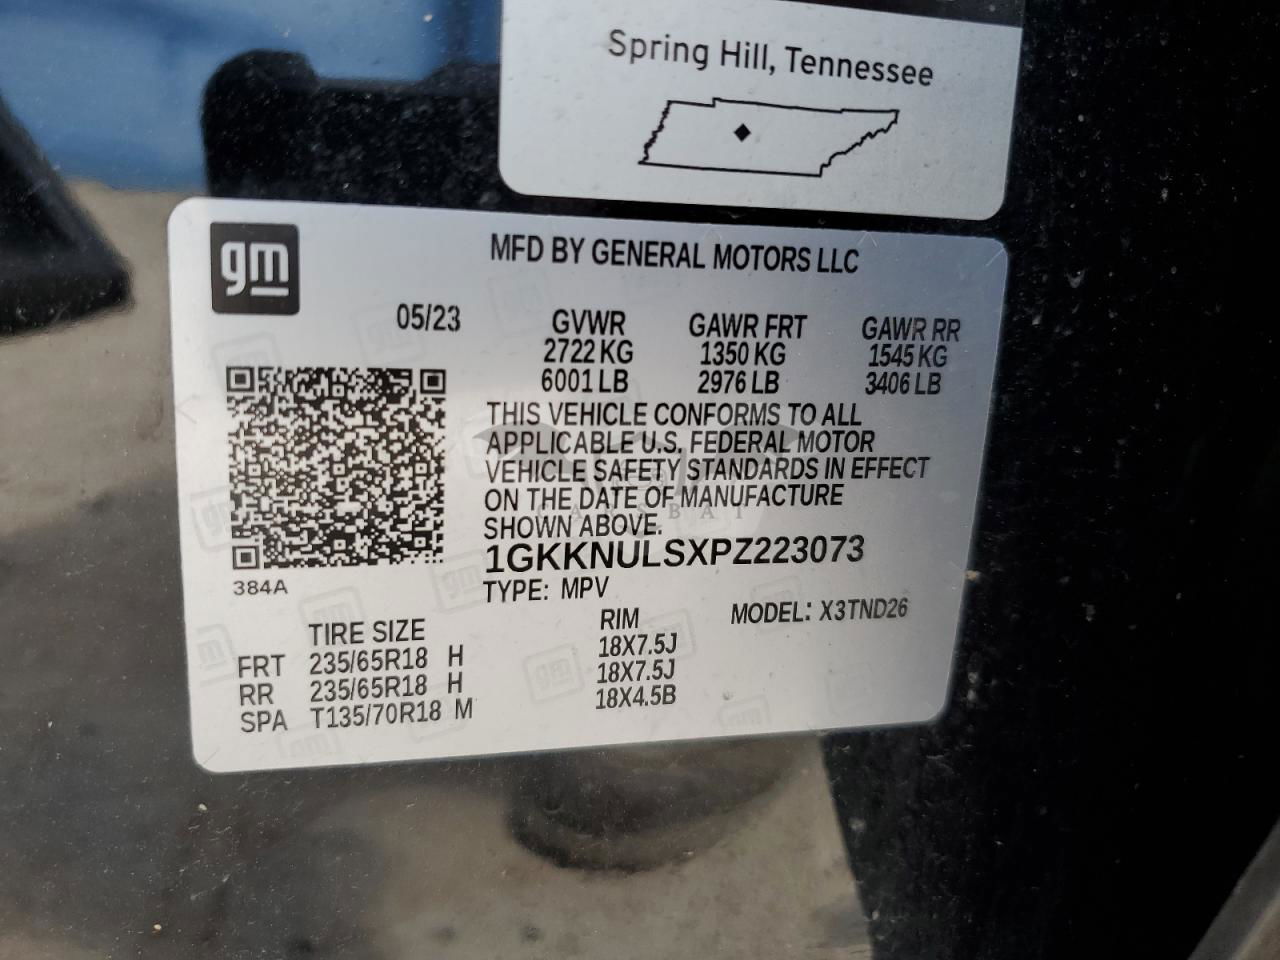 Spring Hill, Tennessee
gm
MFD BY GENERAL MOTORS LLC
05/23
GVWR GAWR FRT GAWR RR
2722 KG 1350 KG 1545 KG
6001 LB 2976 LB 3406 LB
THIS VEHICLE CONFORMS TO ALL
APPLICABLE U.S. FEDERAL MOTOR
VEHICLE SAFETY STANDARDS IN EFFECT
ON THE DATE OF MANUFACTURE
SHOWN ABOVE.
CARSBAT
1GKKNULSXPZ223073
384A
TYPE: MPV
MODEL: X3TND26
TIRE SIZE RIM
FRT 235/65R18 H 18X7.5J
RR 235/65R18 H 18X7.5J
SPA T135/70R18 M 18X4.5B